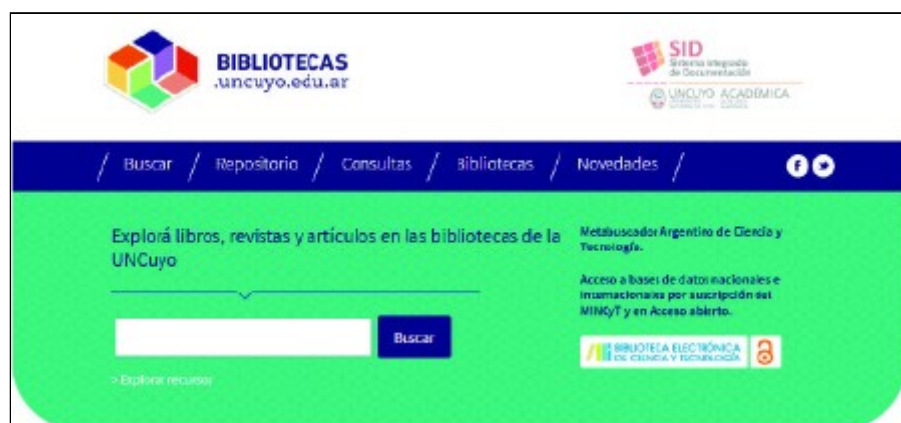 BIBLIOTECAS
.uncuyo.edu.ar
SID
Sistema Integrado
de Documentación
UNCUYO ACADÉMICA
Buscar / Repositorio / Consultas / Bibliotecas / Novedades /
Explorá libros, revistas y artículos en las bibliotecas de la
UNCuyo
Buscar
> Explorar recursos
Metabuscador Argentino de Ciencia y
Tecnología.
Acceso a bases de datos nacionales e
internacionales por suscripción del
MINCyT y en Acceso abierto.
BIBLIOTECA ELECTRÓNICA
DE CIENCIA Y TECNOLOGÍA